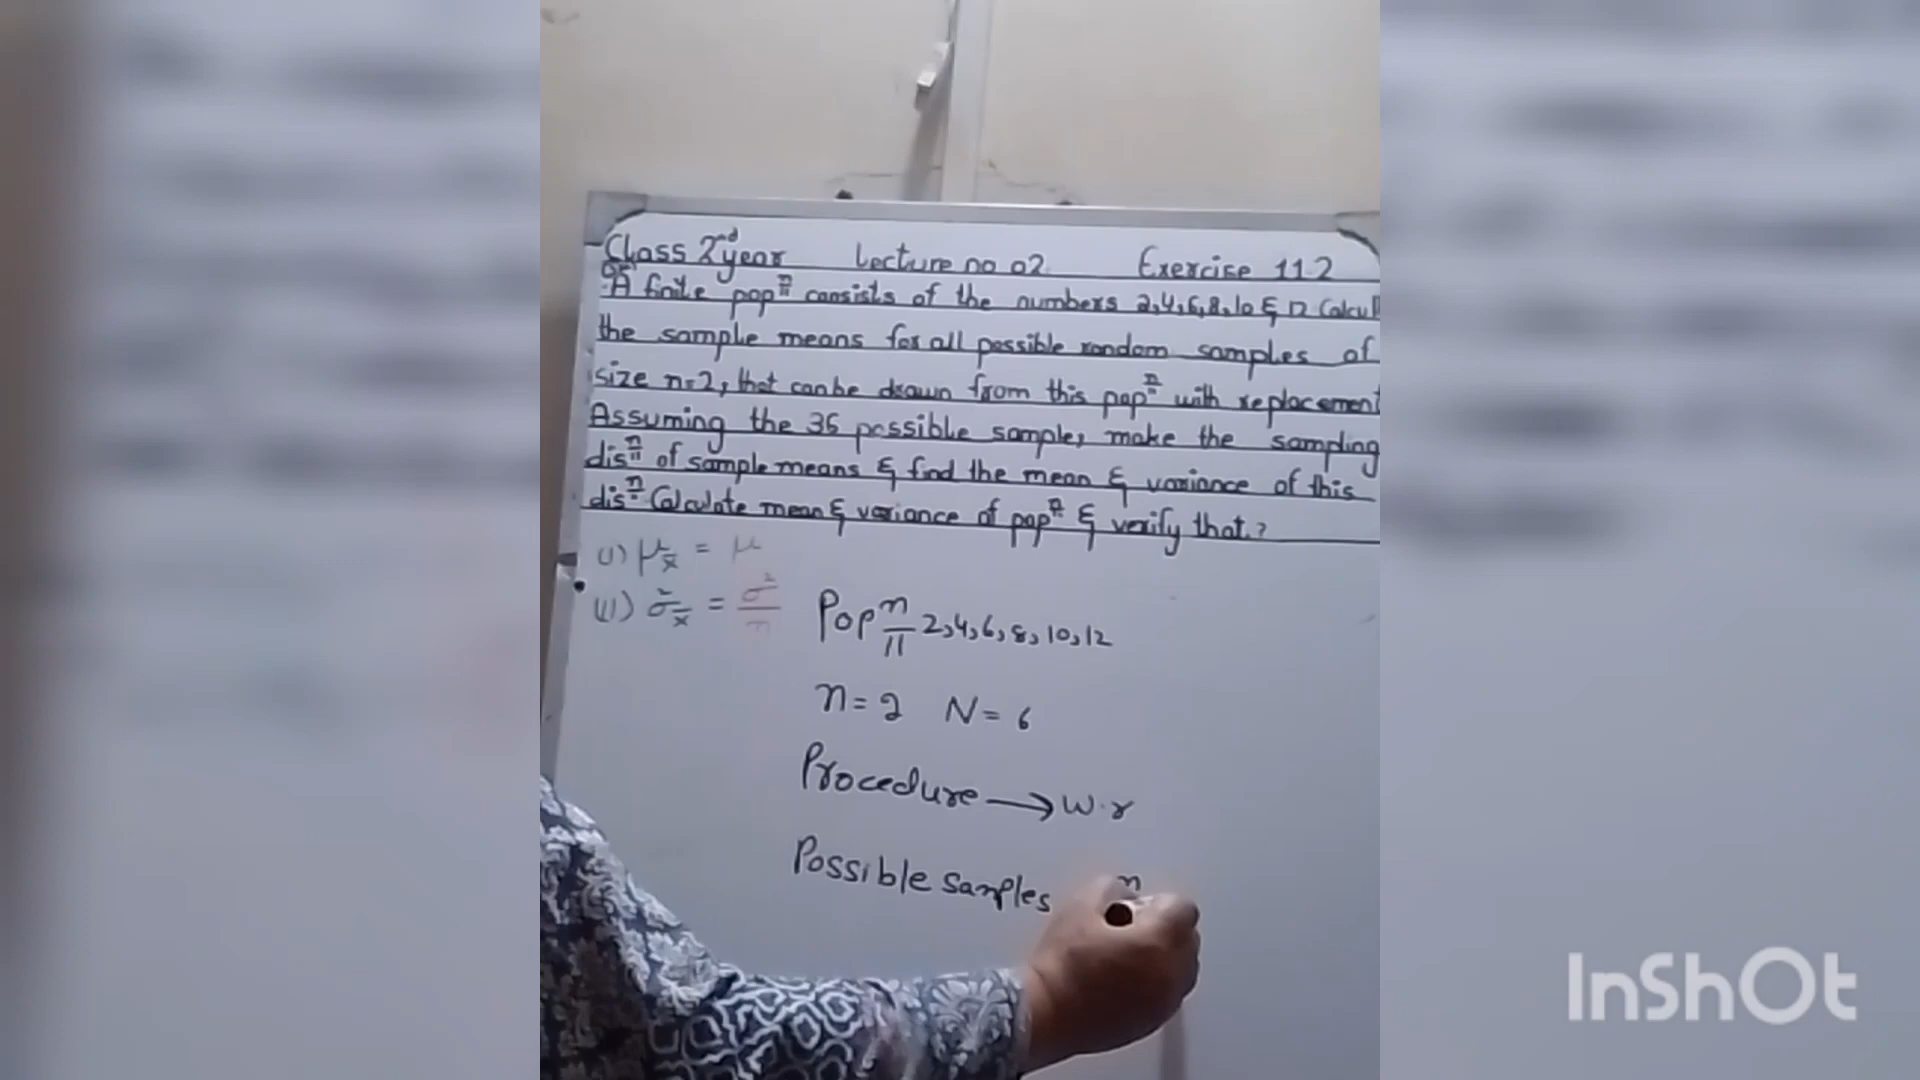 Class 2nd year Lecture no 02 Exercise 11.2
A finite popn consists of the numbers 2,4,6,8,10 & 12 Calcul
the sample means for all possible random samples of
size n=2, that can be drawn from this popn with replacement
Assuming the 36 possible sample, make the sampling
disn of sample means & find the mean & variance of this
disn Calculate mean & variance of popn & verify that?
(i) μx̄ = μ
(ii) σ²x̄ = σ²/n
Popn 2,4,6,8,10,12
n=2 N=6
Procedure → w.r
Possible samples n
InShOt